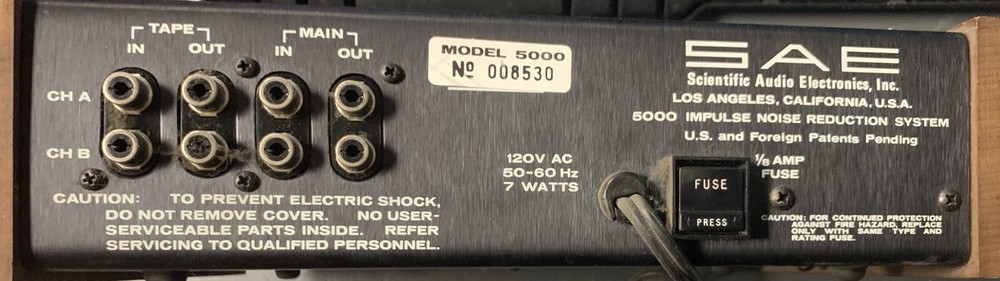 TAPE
IN OUT
MAIN
IN OUT
CH A
CH B
MODEL 5000
No 008530
SAE
Scientific Audio Electronics, Inc.
LOS ANGELES, CALIFORNIA, U.S.A.
5000 IMPULSE NOISE REDUCTION SYSTEM
U.S. and Foreign Patents Pending
120V AC
50-60 Hz
7 WATTS
FUSE
PRESS
⅛ AMP
FUSE
CAUTION: TO PREVENT ELECTRIC SHOCK,
DO NOT REMOVE COVER. NO USER-
SERVICEABLE PARTS INSIDE. REFER
SERVICING TO QUALIFIED PERSONNEL.
CAUTION: FOR CONTINUED PROTECTION
AGAINST FIRE HAZARD, REPLACE
ONLY WITH SAME TYPE AND
RATING FUSE.